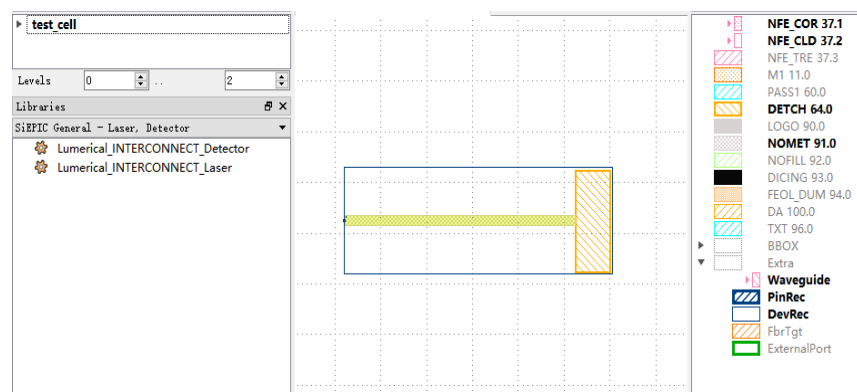 test_cell
Levels 0 .. 2
Libraries
SiEPIC General - Laser, Detector
Lumerical_INTERCONNECT_Detector
Lumerical_INTERCONNECT_Laser
NFE_COR 37.1
NFE_CLD 37.2
NFE_TRE 37.3
M1 11.0
PASS1 60.0
DETCH 64.0
LOGO 90.0
NOMET 91.0
NOFILL 92.0
DICING 93.0
FEOL_DUM 94.0
DA 100.0
TXT 96.0
BBOX
Extra
Waveguide
PinRec
DevRec
FbrTgt
ExternalPort